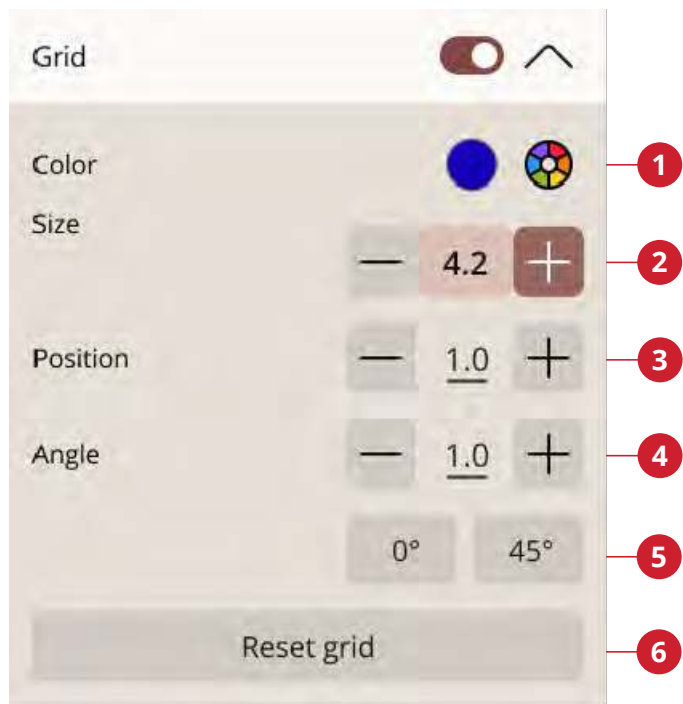 Grid
Color 1
Size
4.2 2
Position 1.0 3
Angle 1.0 4
0° 45° 5
Reset grid 6